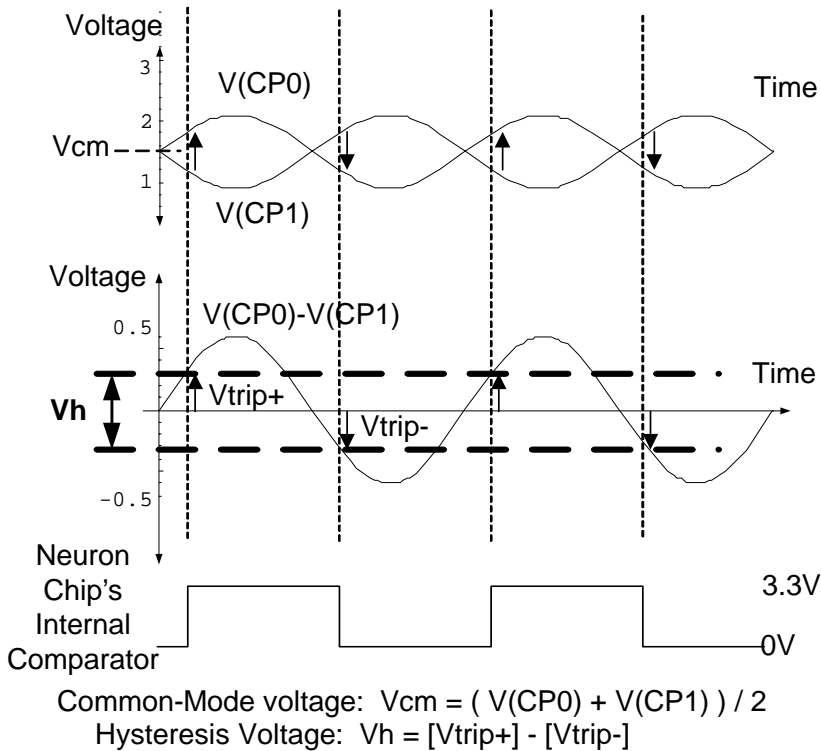 Voltage
3
V(CP0)
Time
2
Vcm
1
V(CP1)
Voltage
V(CP0)-V(CP1)
0.5
Time
Vtrip+
Vh
Vtrip-
-0.5
Neuron
Chip's
Internal
Comparator
3.3V
0V
Common-Mode voltage: Vcm = ( V(CP0) + V(CP1) ) / 2
Hysteresis Voltage: Vh = [Vtrip+] - [Vtrip-]